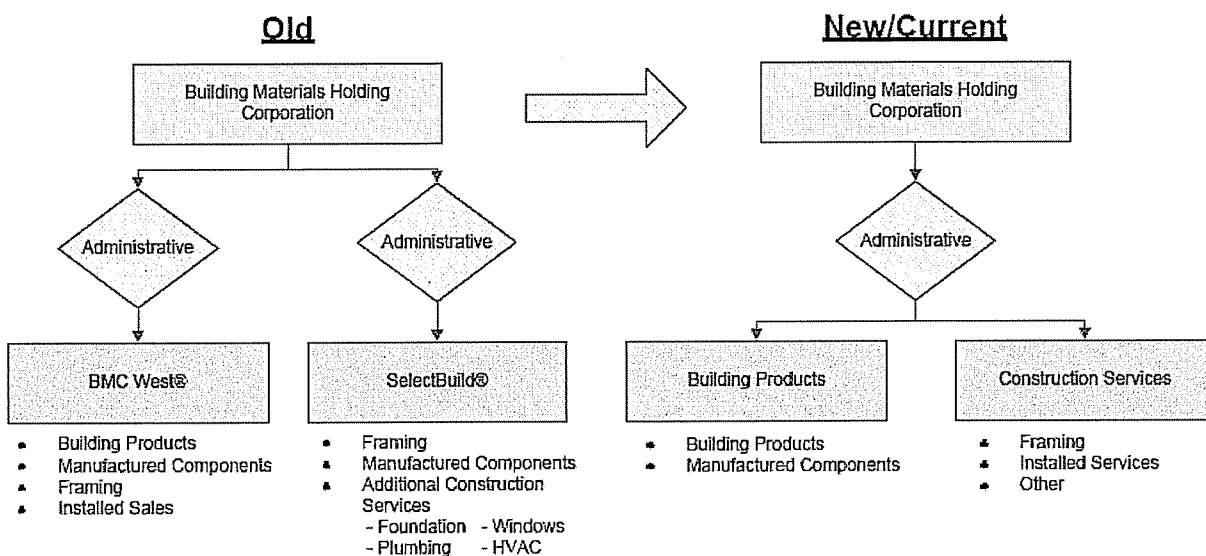 Old
New/Current
Building Materials Holding
Corporation
Building Materials Holding
Corporation
Administrative
Administrative
Administrative
BMC West®
SelectBuild®
Building Products
Construction Services
• Building Products
• Manufactured Components
• Framing
• Installed Sales
• Framing
• Manufactured Components
• Additional Construction
Services
- Foundation - Windows
- Plumbing - HVAC
• Building Products
• Manufactured Components
• Framing
• Installed Services
• Other